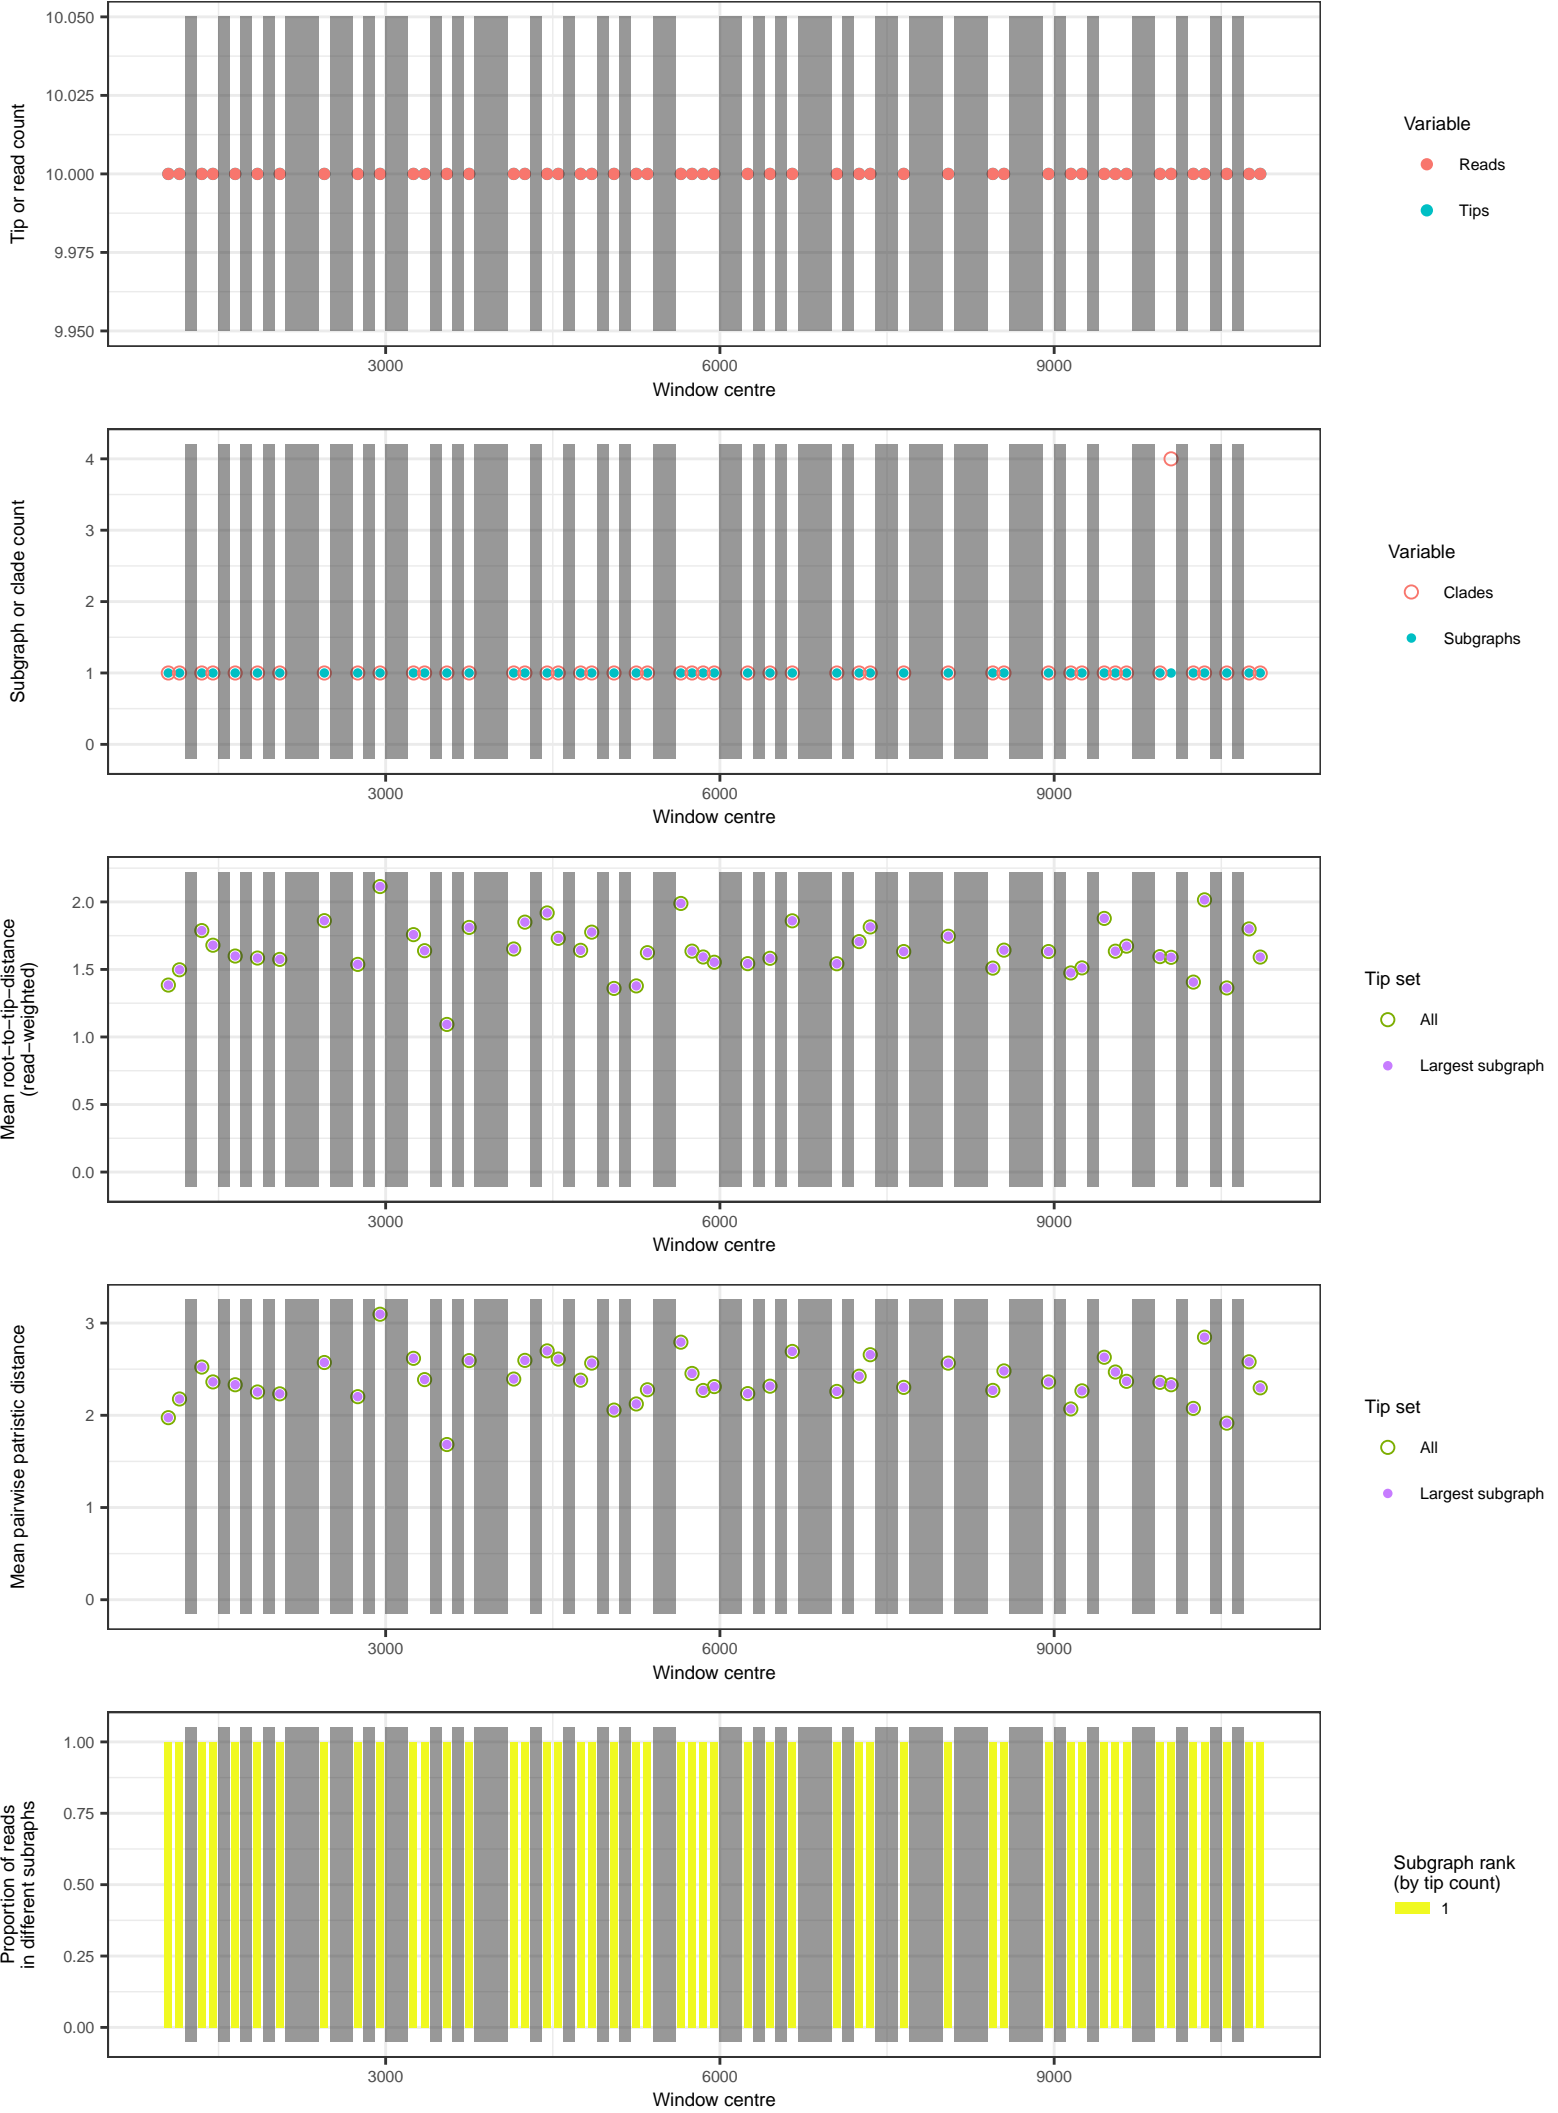 10.050
10.025
10.000
9.975
9.950
Tip or read count
3000
6000
9000
Window centre
Variable
Reads
Tips
4
3
2
1
0
Subgraph or clade count
3000
6000
9000
Window centre
Variable
Clades
Subgraphs
2.0
1.5
1.0
0.5
0.0
Mean root−to−tip−distance
(read−weighted)
3000
6000
9000
Window centre
Tip set
All
Largest subgraph
3
2
1
0
Mean pairwise patristic distance
3000
6000
9000
Window centre
Tip set
All
Largest subgraph
1.00
0.75
0.50
0.25
0.00
Proportion of reads
in different subraphs
3000
6000
9000
Window centre
Subgraph rank
(by tip count)
1